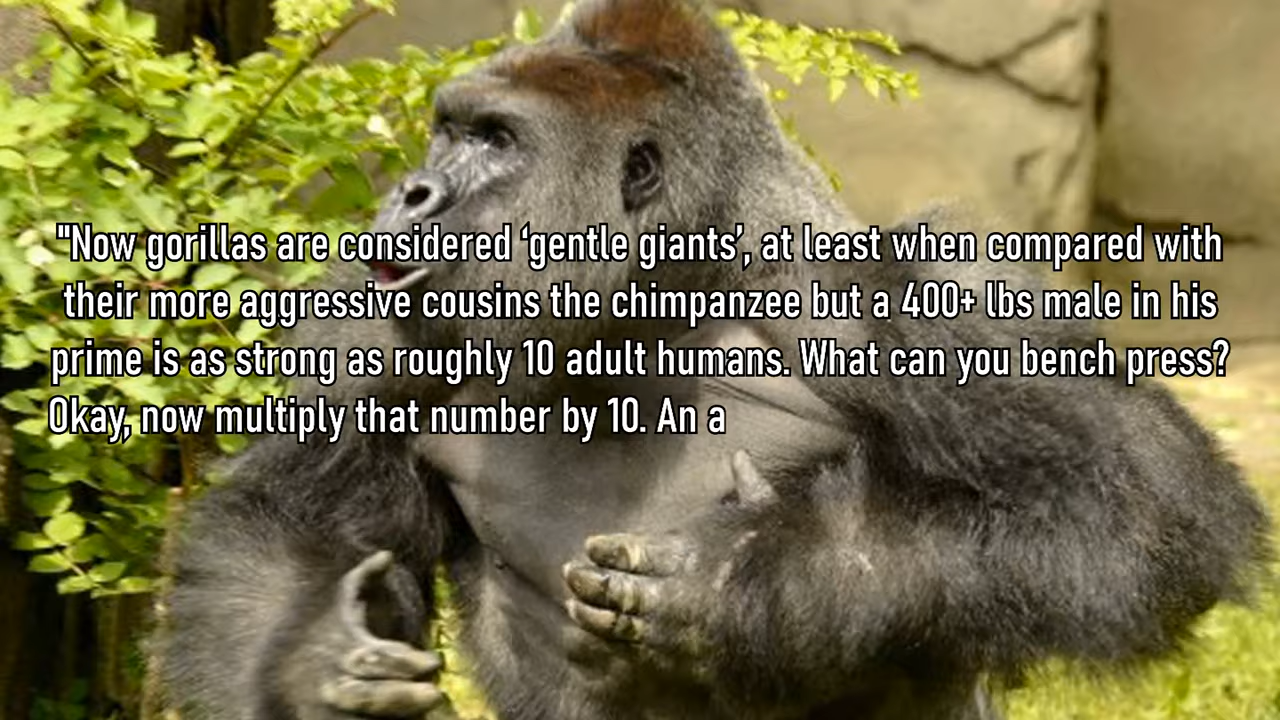 "Now gorillas are considered ‘gentle giants’, at least when compared with
their more aggressive cousins the chimpanzee but a 400+ lbs male in his
prime is as strong as roughly 10 adult humans. What can you bench press?
Okay, now multiply that number by 10. An a